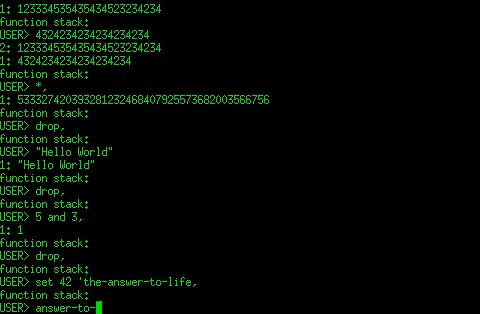 1: 123334535435434523234234
function stack:
USER> 4324234234234234234
2: 123334535435434523234234
1: 4324234234234234234
function stack:
USER> *,
1: 533327420393281232468407925573682003566756
function stack:
USER> drop,
function stack:
USER> "Hello World"
1: "Hello World"
function stack:
USER> drop,
function stack:
USER> 5 and 3,
1: 1
function stack:
USER> drop,
function stack:
USER> set 42 'the-answer-to-life,
function stack:
USER> answer-to-